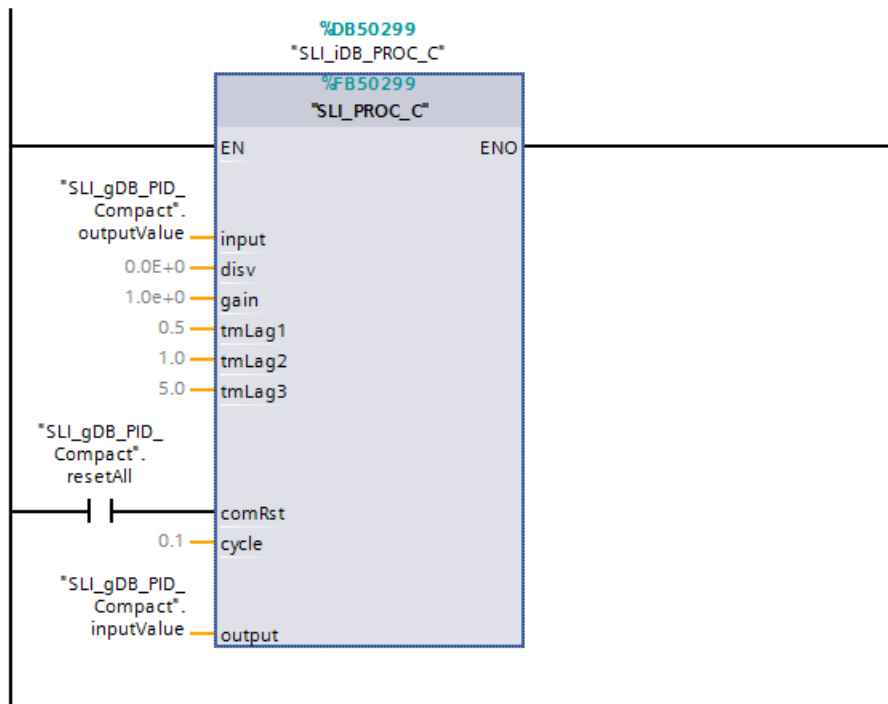 %DB50299
"SLI_iDB_PROC_C"
%FB50299
"SLI_PROC_C"
EN ENO
"SLI_gDB_PID_
Compact".
outputValue input
0.0E+0 disv
1.0e+0 gain
0.5 tmLag1
1.0 tmLag2
5.0 tmLag3
"SLI_gDB_PID_
Compact".
resetAll
comRst
0.1 cycle
"SLI_gDB_PID_
Compact".
inputValue output